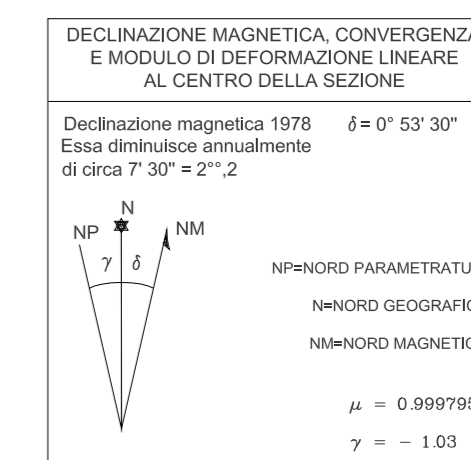 DECLINAZIONE MAGNETICA, CONVERGENZA
E MODULO DI DEFORMAZIONE LINEARE
AL CENTRO DELLA SEZIONE
Declinazione magnetica 1978 δ = 0° 53' 30"
Essa diminuisce annualmente
di circa 7' 30" = 2°°,2
N
NP NM
γ δ
NP=NORD PARAMETRATU
N=NORD GEOGRAFIC
NM=NORD MAGNETIC
μ = 0.999795
γ = − 1.03